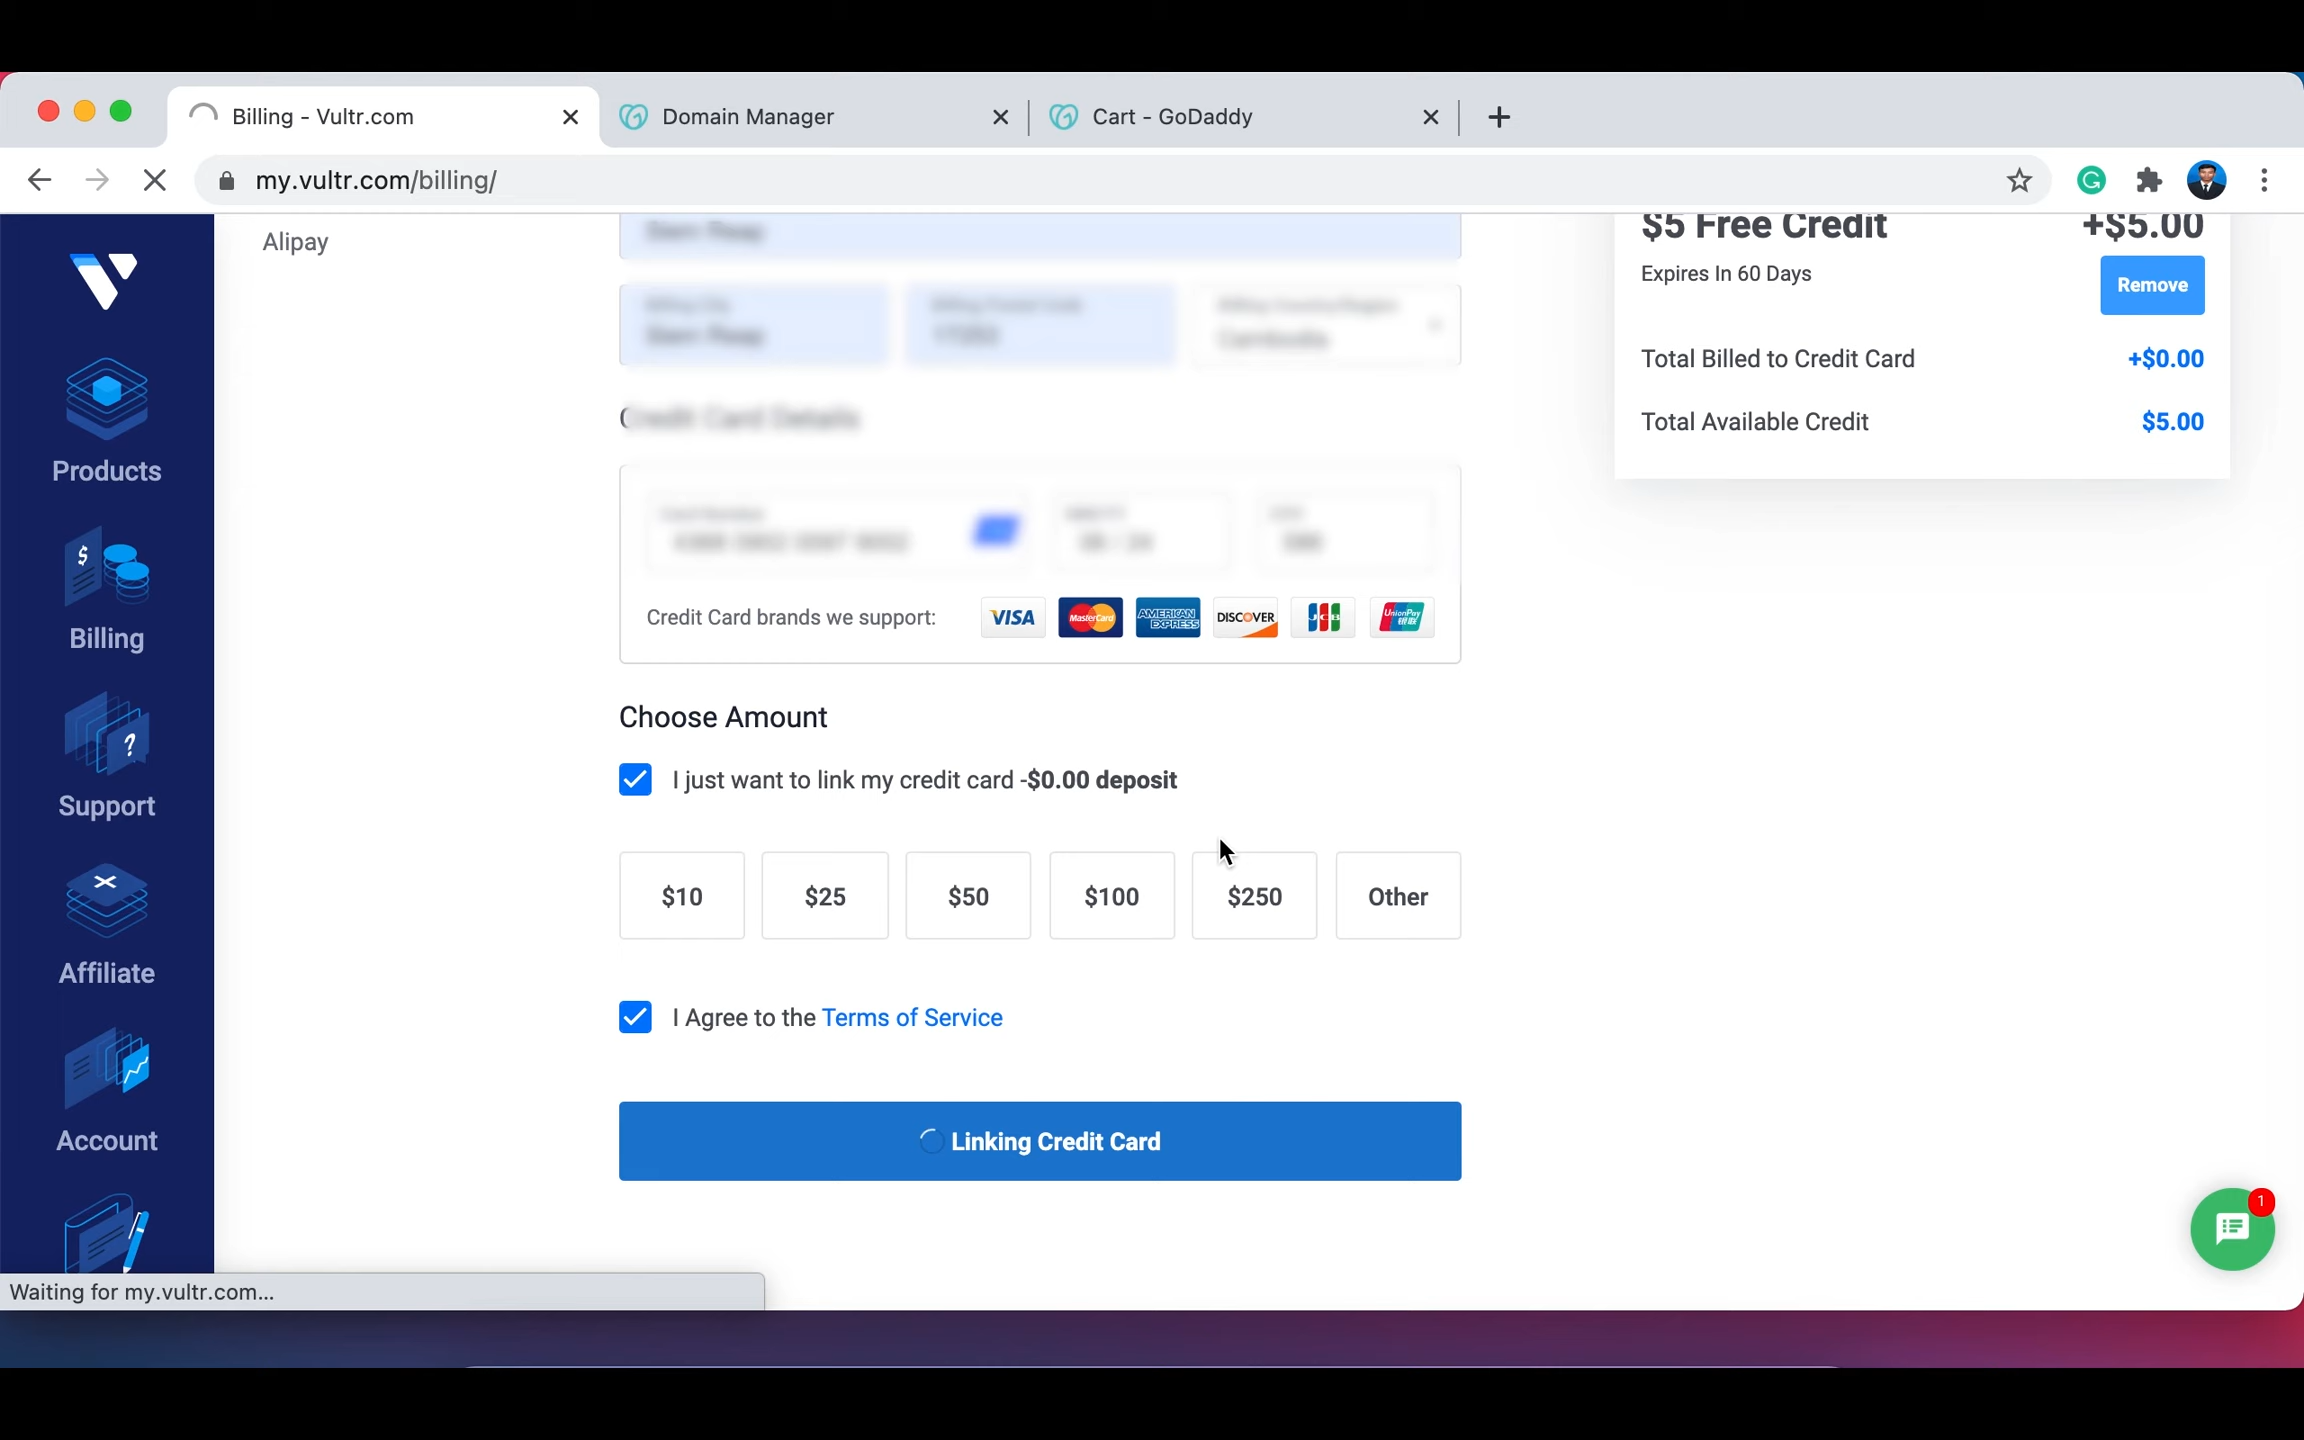 Billing - Vultr.com
Domain Manager
Cart - GoDaddy
my.vultr.com/billing/
Products
Billing
Support
Affiliate
Account
Alipay
Credit Card brands we support:
VISA
MasterCard
AMERICAN EXPRESS
DISCOVER
JCB
UnionPay
银联
Choose Amount
I just want to link my credit card -$0.00 deposit
$10
$25
$50
$100
$250
Other
I Agree to the Terms of Service
Linking Credit Card
$5 Free Credit +$5.00
Expires In 60 Days
Remove
Total Billed to Credit Card +$0.00
Total Available Credit $5.00
1
Waiting for my.vultr.com...